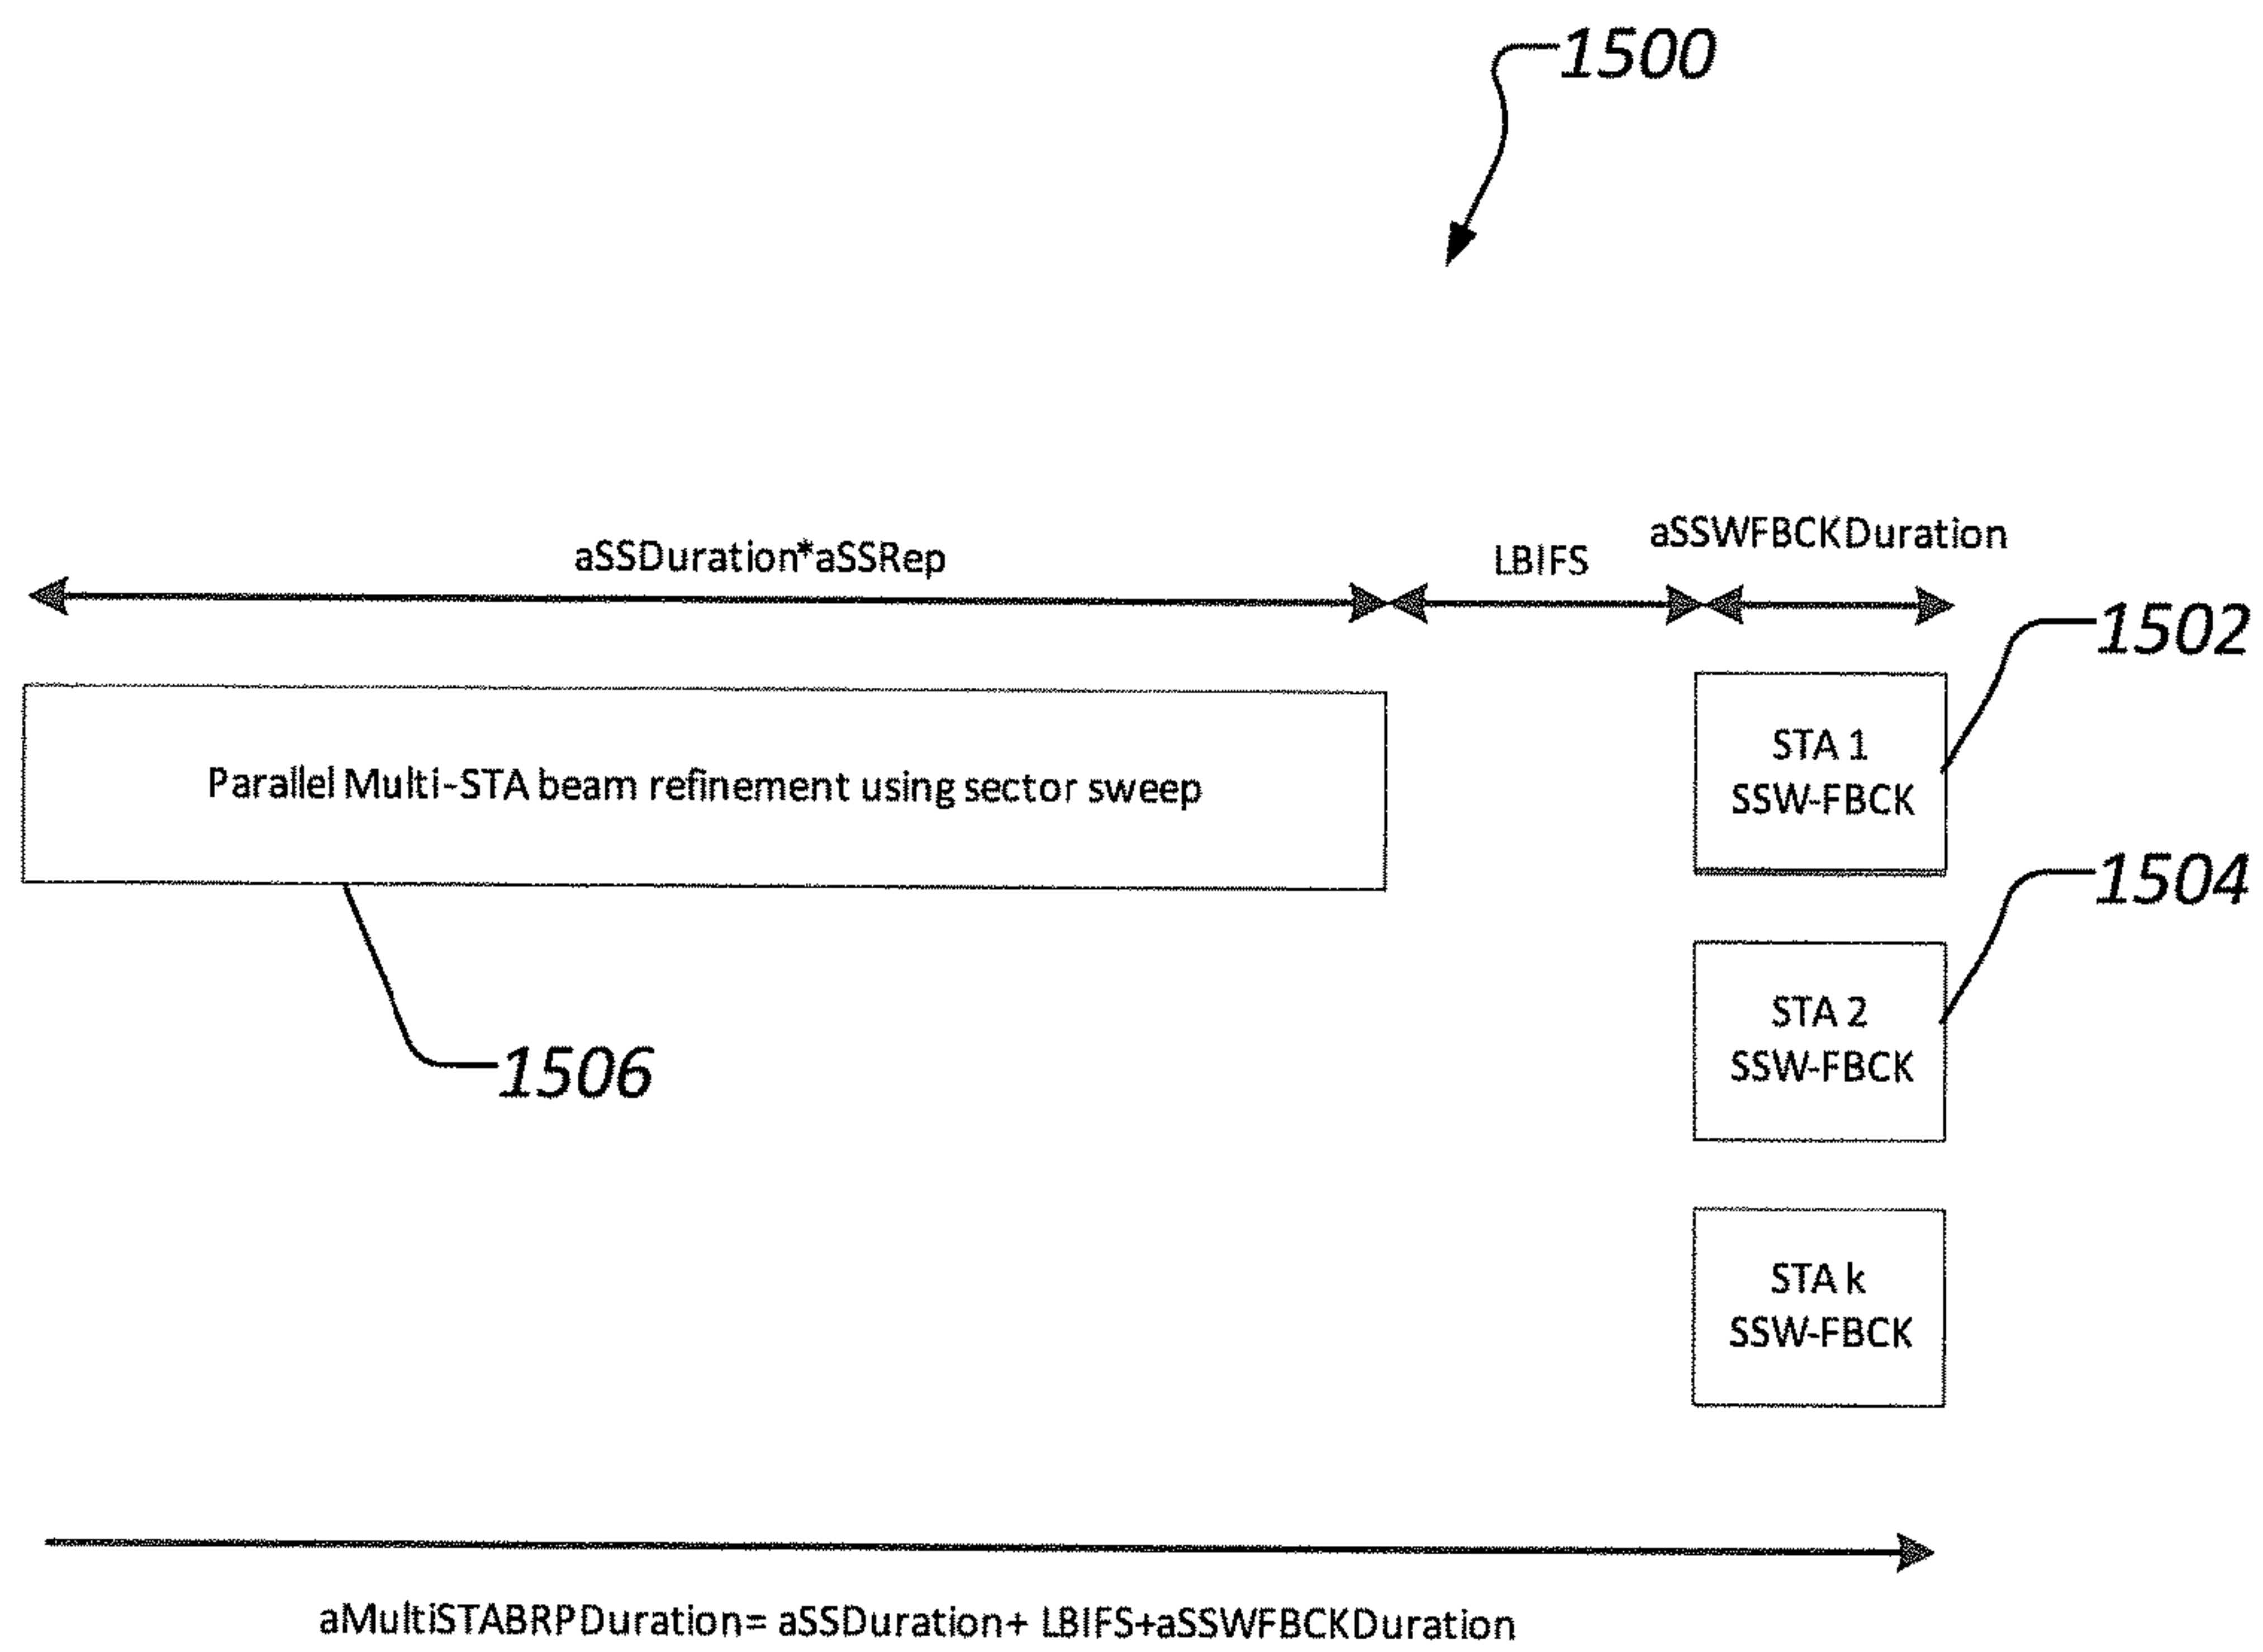 1500
aSSDuration*aSSRep
LBIFS
aSSWFBCKDuration
1502
Parallel Multi-STA beam refinement using sector sweep
STA 1
SSW-FBCK
1504
STA 2
SSW-FBCK
1506
STA k
SSW-FBCK
aMultiSTABRPDuration= aSSDuration+ LBIFS+aSSWFBCKDuration